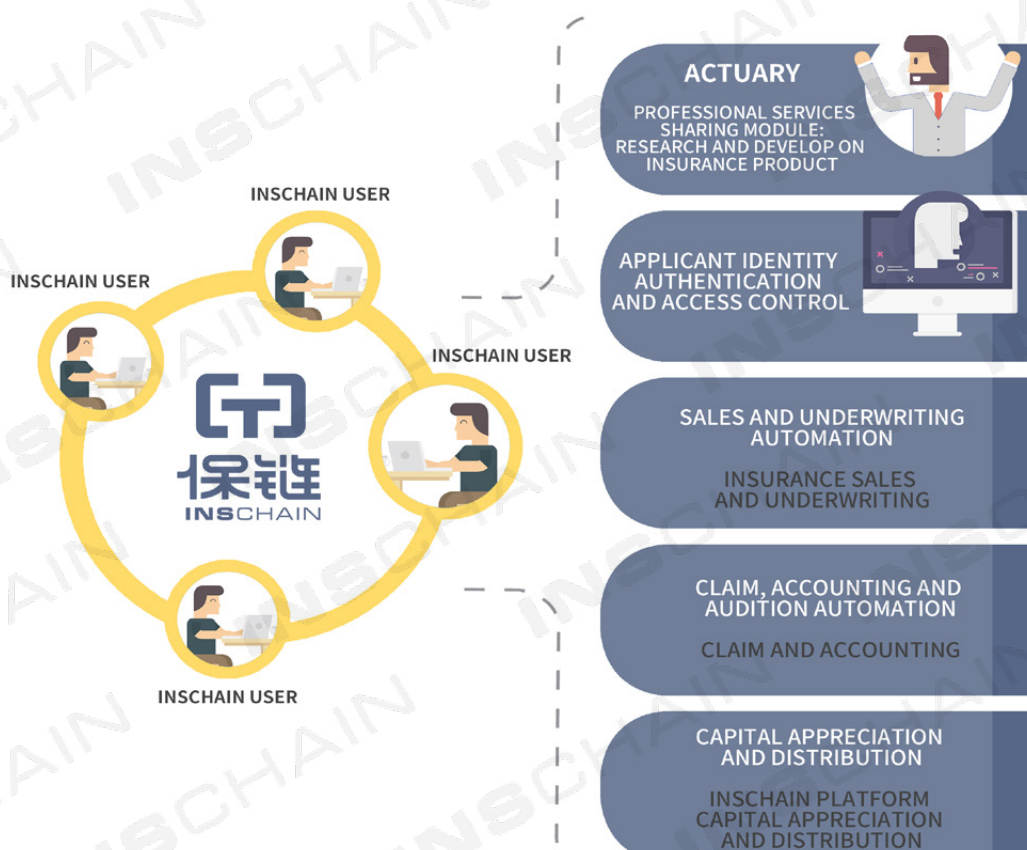 INSCHAIN USER
INSCHAIN USER
INSCHAIN USER
保链
INSCHAIN
INSCHAIN USER
ACTUARY
PROFESSIONAL SERVICES
SHARING MODULE:
RESEARCH AND DEVELOP ON
INSURANCE PRODUCT
APPLICANT IDENTITY
AUTHENTICATION
AND ACCESS CONTROL
SALES AND UNDERWRITING
AUTOMATION
INSURANCE SALES
AND UNDERWRITING
CLAIM, ACCOUNTING AND
AUDITION AUTOMATION
CLAIM AND ACCOUNTING
CAPITAL APPRECIATION
AND DISTRIBUTION
INSCHAIN PLATFORM
CAPITAL APPRECIATION
AND DISTRIBUTION